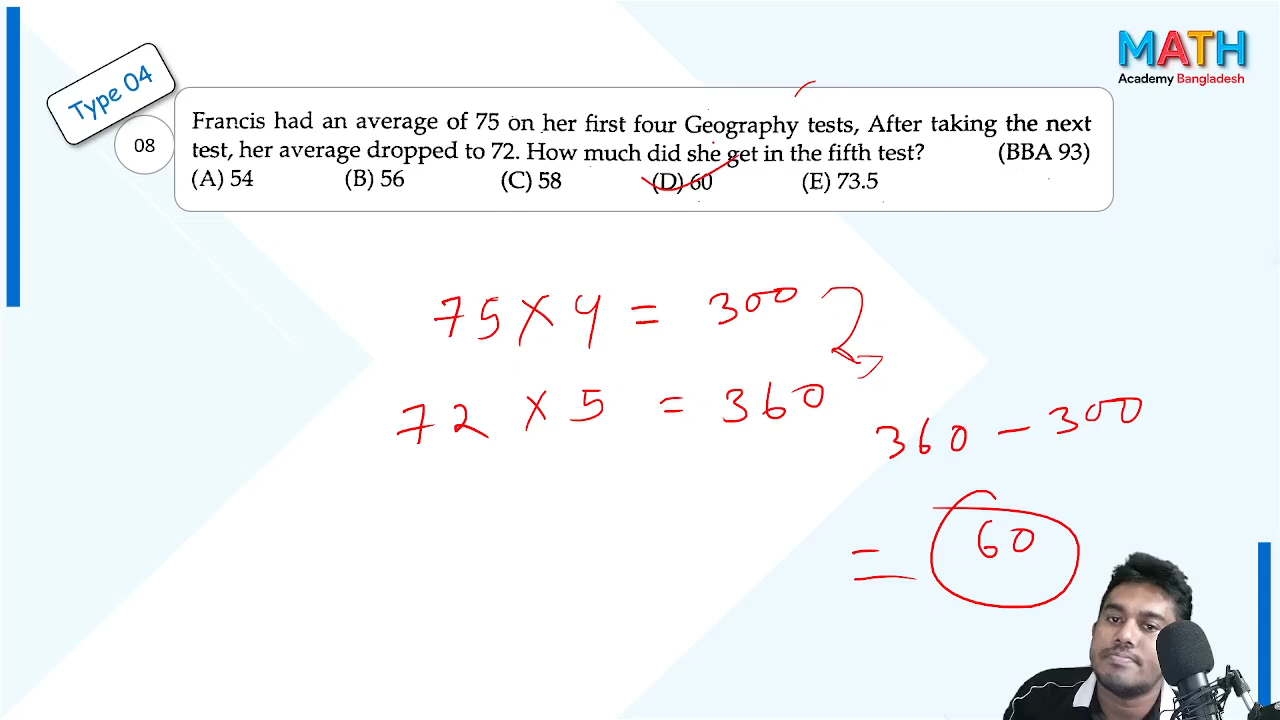 MATH
Academy Bangladesh
Type 04
08
Francis had an average of 75 on her first four Geography tests, After taking the next
test, her average dropped to 72. How much did she get in the fifth test? (BBA 93)
(A) 54 (B) 56 (C) 58 (D) 60 (E) 73.5
75 × 4 = 300
72 × 5 = 360
360 - 300
= 60